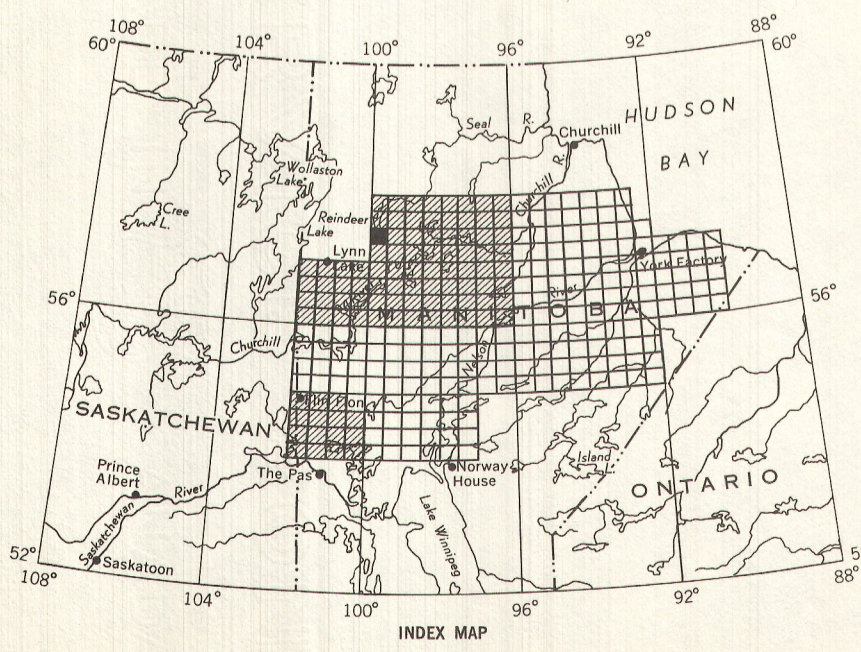 108°
60°
104°
100°
96°
92°
88°
60°
HUDSON
BAY
Seal R.
Churchill
Churchill R.
Wollaston
Lake
Cree
L.
Reindeer
Lake
Lynn
Lake
York Factory
56°
River
56°
MANITOBA
Churchill
Nelson
Flin Flon
SASKATCHEWAN
Prince
Albert
River
The Pas
Norway
House
Island
L.
ONTARIO
Saskatchewan
Lake Winnipeg
52°
108°
Saskatoon
104°
100°
96°
92°
5
88°
INDEX MAP